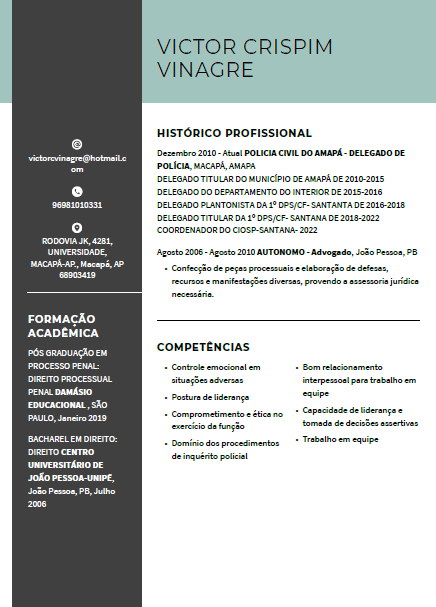 VICTOR CRISPIM
VINAGRE
victorcvinagre@hotmail.c
om
96981010331
RODOVIA JK, 4281,
UNIVERSIDADE,
MACAPÁ-AP., Macapá, AP
68903419
FORMAÇÃO
ACADÊMICA
PÓS GRADUAÇÃO EM
PROCESSO PENAL:
DIREITO PROCESSUAL
PENAL DAMÁSIO
EDUCACIONAL , SÃO
PAULO, Janeiro 2019
BACHAREL EM DIREITO:
DIREITO CENTRO
UNIVERSITÁRIO DE
JOÃO PESSOA-UNIPÊ,
João Pessoa, PB, Julho
2006
HISTÓRICO PROFISSIONAL
Dezembro 2010 - Atual POLICIA CIVIL DO AMAPÁ - DELEGADO DE
POLÍCIA, MACAPÁ, AMAPA
DELEGADO TITULAR DO MUNICÍPIO DE AMAPÁ DE 2010-2015
DELEGADO DO DEPARTAMENTO DO INTERIOR DE 2015-2016
DELEGADO PLANTONISTA DA 1º DPS/CF- SANTANTA DE 2016-2018
DELEGADO TITULAR DA 1º DPS/CF- SANTANA DE 2018-2022
COORDENADOR DO CIOSP-SANTANA- 2022
Agosto 2006 - Agosto 2010 AUTONOMO - Advogado, João Pessoa, PB
• Confecção de peças processuais e elaboração de defesas,
recursos e manifestações diversas, provendo a assessoria jurídica
necessária.
COMPETÊNCIAS
• Controle emocional em
situações adversas
• Postura de liderança
• Comprometimento e ética no
exercício da função
• Domínio dos procedimentos
de inquérito policial
• Bom relacionamento
interpessoal para trabalho em
equipe
• Capacidade de liderança e
tomada de decisões assertivas
• Trabalho em equipe